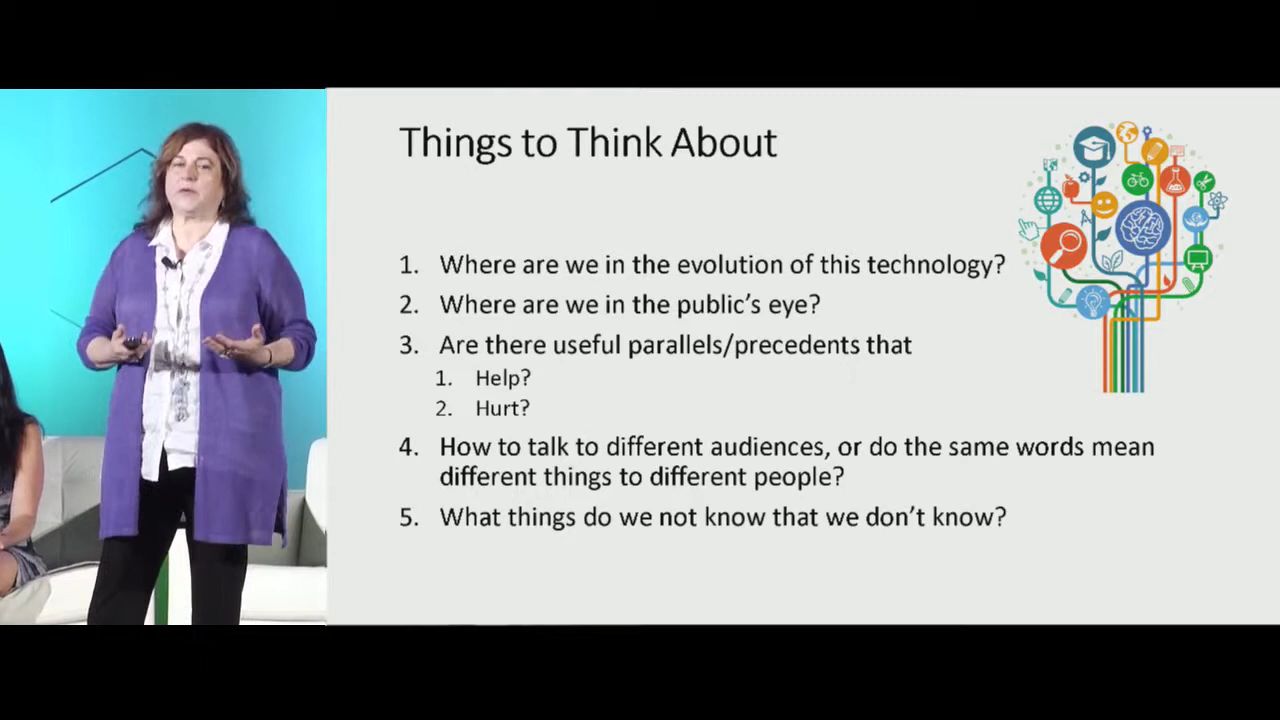 Things to Think About
1. Where are we in the evolution of this technology?
2. Where are we in the public's eye?
3. Are there useful parallels/precedents that
1. Help?
2. Hurt?
4. How to talk to different audiences, or do the same words mean
different things to different people?
5. What things do we not know that we don't know?